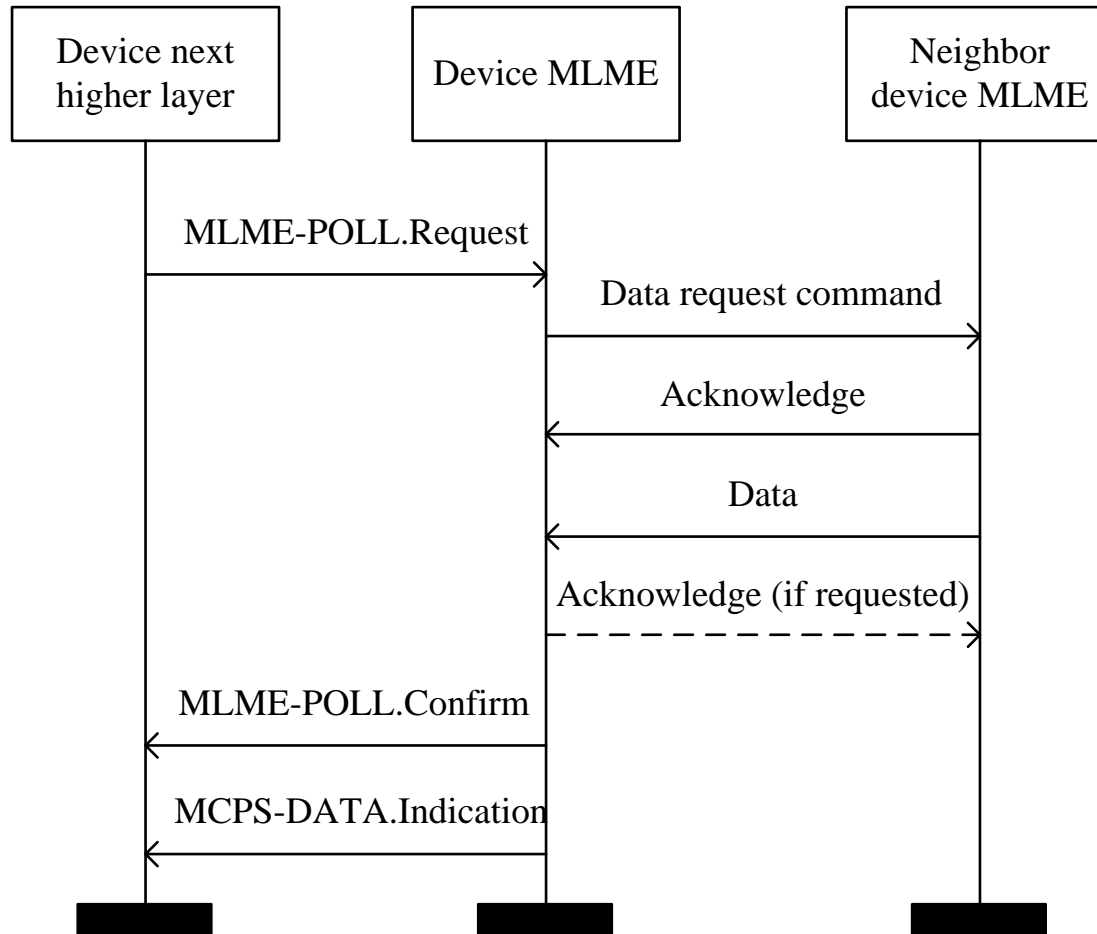 Device next
higher layer
Device MLME
Neighbor
device MLME
MLME-POLL.Request
Data request command
Acknowledge
Data
Acknowledge (if requested)
MLME-POLL.Confirm
MCPS-DATA.Indication